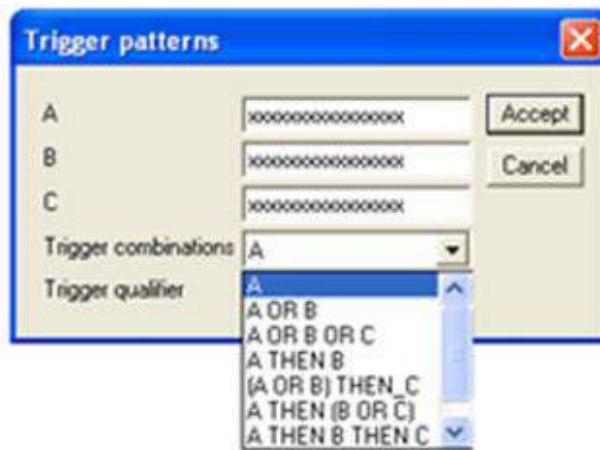 Trigger patterns
A xxxxxxxxxxxxxxxx Accept
B xxxxxxxxxxxxxxxx Cancel
C xxxxxxxxxxxxxxxx
Trigger combinations A
Trigger qualifier
A
A OR B
A OR B OR C
A THEN B
(A OR B) THEN_C
A THEN (B OR C)
A THEN B THEN C